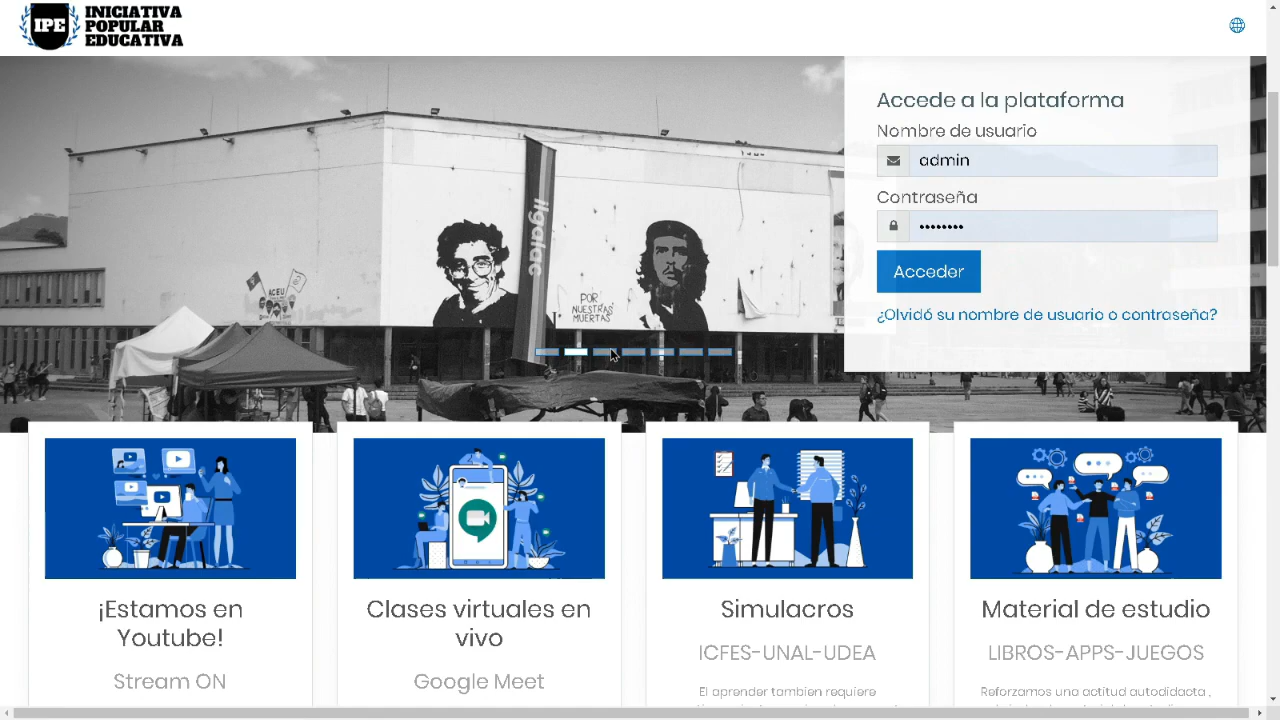 IPE
INICIATIVA
POPULAR
EDUCATIVA
Accede a la plataforma
Nombre de usuario
admin
Contraseña
••••••••
Acceder
¿Olvidó su nombre de usuario o contraseña?
ligafac
ACEU
POR
NUESTRAS
MUERTAS
¡Estamos en
Youtube!
Stream ON
Clases virtuales en
vivo
Google Meet
Simulacros
ICFES-UNAL-UDEA
El aprender tambien requiere
Material de estudio
LIBROS-APPS-JUEGOS
Reforzamos una actitud autodidacta ,